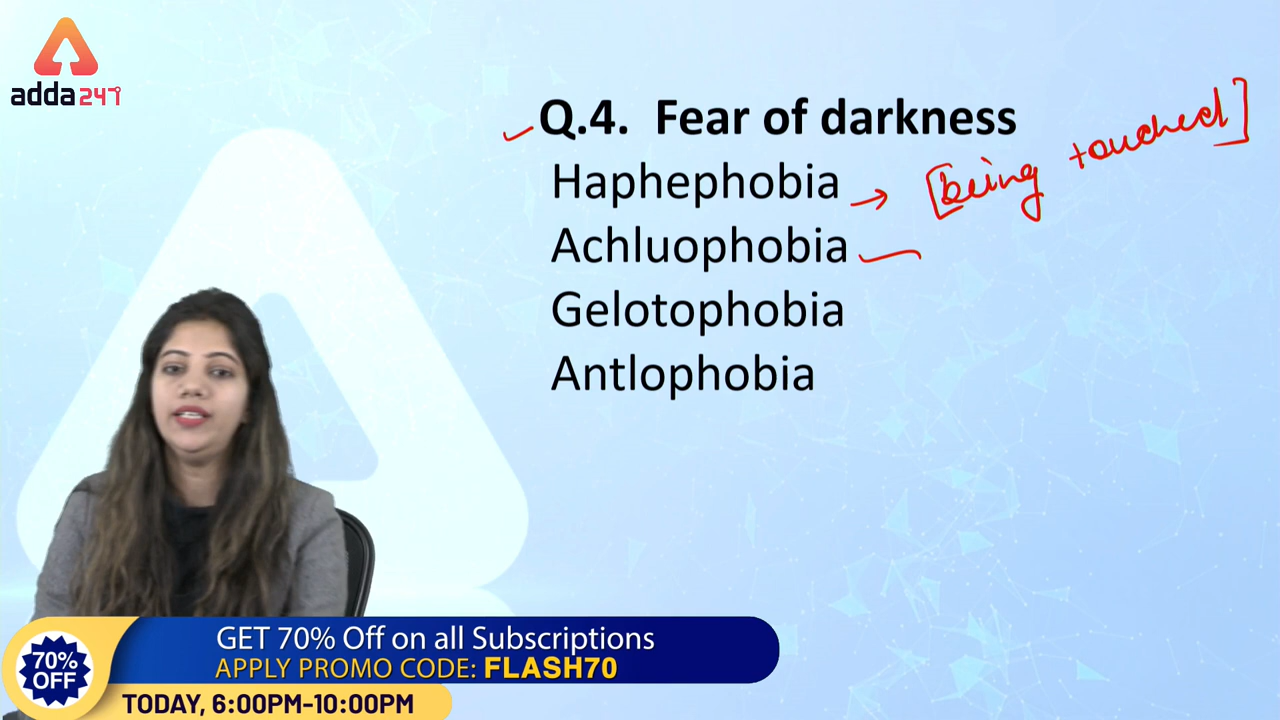 adda247
Q.4. Fear of darkness
Haphephobia → [being touched]
Achluophobia
Gelotophobia
Antlophobia
GET 70% Off on all Subscriptions
70% OFF
APPLY PROMO CODE: FLASH70
TODAY, 6:00PM-10:00PM